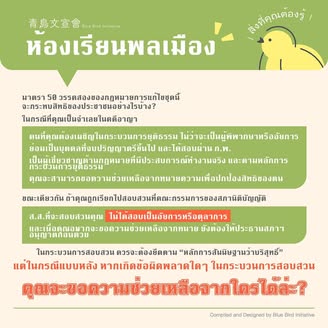 青鳥文宣會 Blue Bird Initiative
ห้องเรียนพลเมือง
สิ่งที่คุณต้องรู้
มาตรา 50 วรรคสองของกฎหมายการแก้ไขชุดนี้
จะกระทบสิทธิของประชาชนอย่างไรบ้าง?
ในกรณีที่คุณเป็นจำเลยในคดีอาญา
คนที่คุณต้องเผชิญในกระบวนการยุติธรรม ไม่ว่าจะเป็นผู้พิพากษาหรืออัยการ
ย่อมเป็นบุคคลที่จบปริญญาตรีขึ้นไป และได้สอบผ่าน ก.พ.
เป็นผู้เชี่ยวชาญด้านกฎหมายที่มีประสบการณ์ทำงานจริง และตามหลักการ
กระบวนการยุติธรรม
คุณจะสามารถขอความช่วยเหลือจากทนายความเพื่อปกป้องสิทธิของตน
ขณะเดียวกัน ถ้าคุณถูกเรียกไปสอบสวนที่คณะกรรมการของสภานิติบัญญัติ
ส.ส.ที่จะสอบสวนคุณ ไม่ได้สอบเป็นอัยการหรือตุลาการ
และเมื่อคุณอยากจะขอความช่วยเหลือจากทนาย ยังต้องให้ประธานสภาฯ
อนุญาตก่อนด้วย
ในกระบวนการสอบสวน ควรจะต้องยึดตาม “หลักการสันนิษฐานว่าบริสุทธิ์”
แต่ในกรณีแบบหลัง หากเกิดข้อผิดพลาดใดๆ ในกระบวนการสอบสวน
คุณจะขอความช่วยเหลือจากใครได้ล่ะ?
Compiled and Designed by Blue Bird Initiative